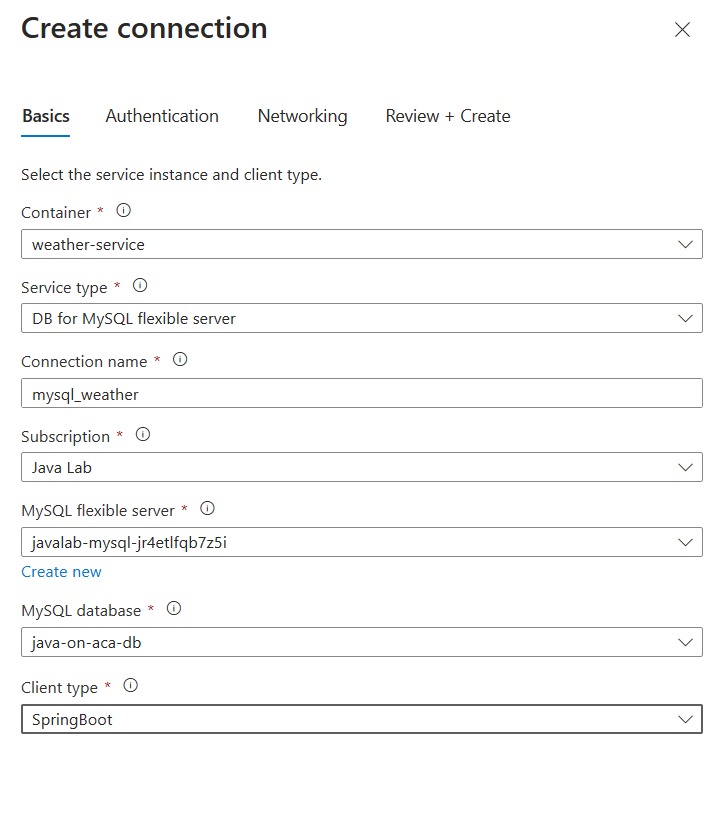 Create connection
Basics Authentication Networking Review + Create
Select the service instance and client type.
Container *
weather-service
Service type *
DB for MySQL flexible server
Connection name *
mysql_weather
Subscription *
Java Lab
MySQL flexible server *
javalab-mysql-jr4etlfqb7z5i
Create new
MySQL database *
java-on-aca-db
Client type *
SpringBoot